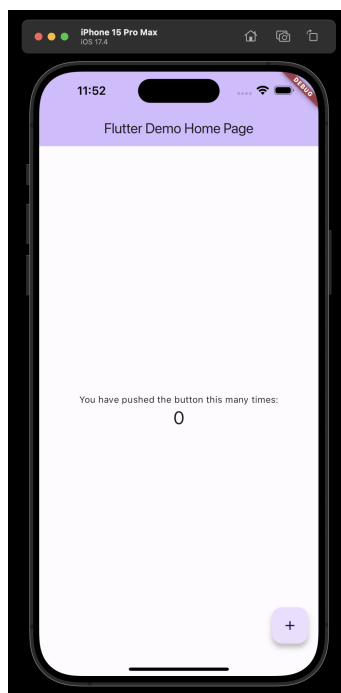 iPhone 15 Pro Max
iOS 17.4
11:52
DEBUG
Flutter Demo Home Page
You have pushed the button this many times:
0
+